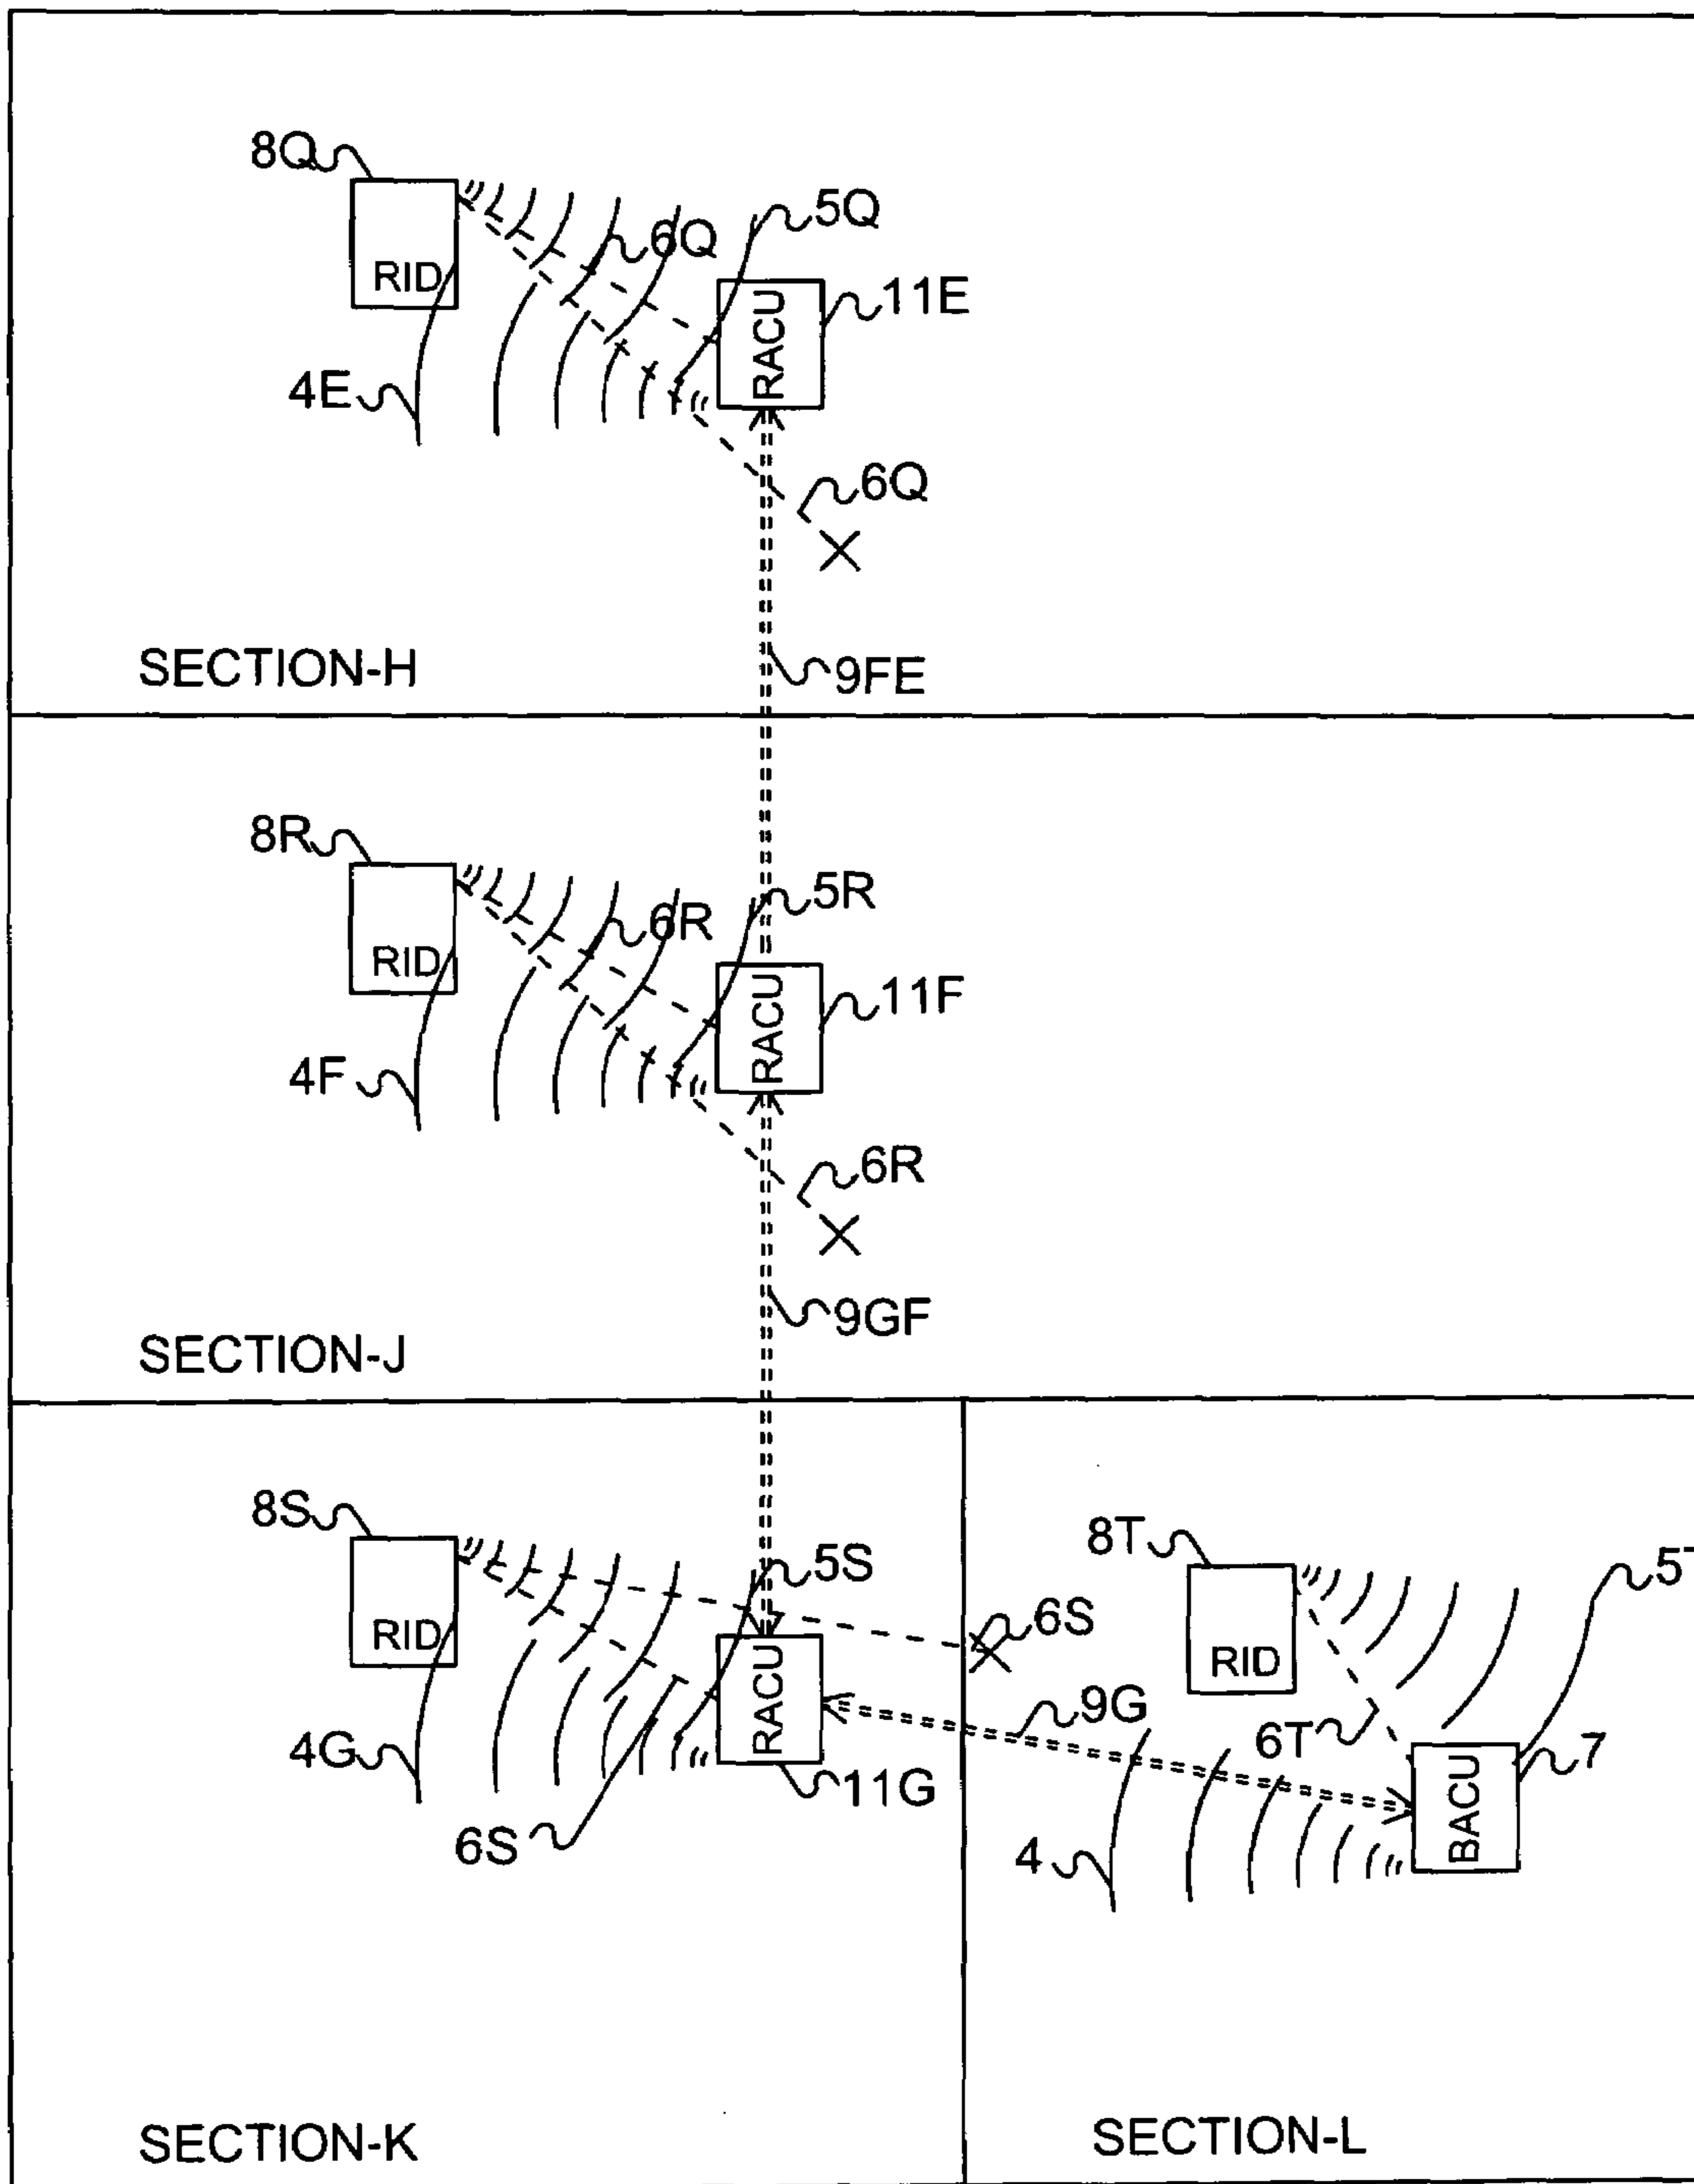 8Q
6Q
5Q
RID
RACU
11E
4E
6Q
9FE
SECTION-H
8R
6R
5R
RID
RACU
11F
4F
6R
9GF
SECTION-J
8S
5S
6S
RID
RACU
4G
11G
6S
9G
SECTION-K
8T
RID
6T
7
BACU
4
SECTION-L